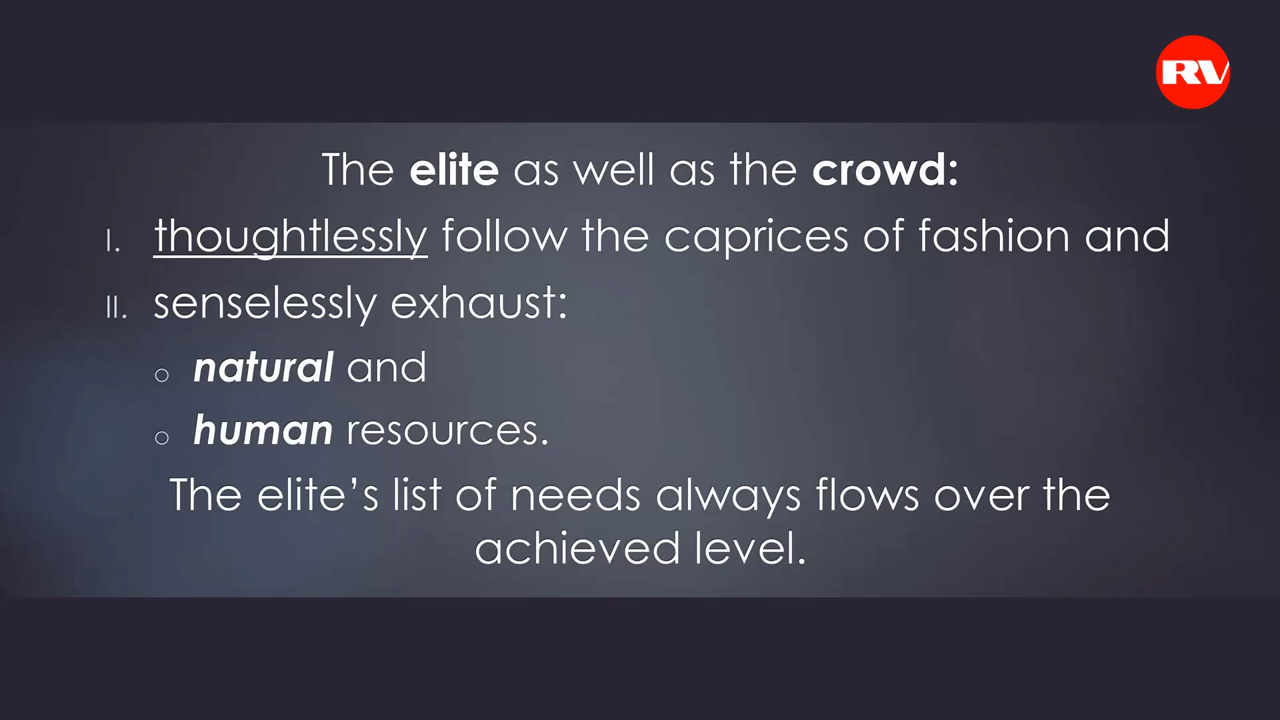 RV
The elite as well as the crowd:
I. thoughtlessly follow the caprices of fashion and
II. senselessly exhaust:
o natural and
o human resources.
The elite’s list of needs always flows over the
achieved level.